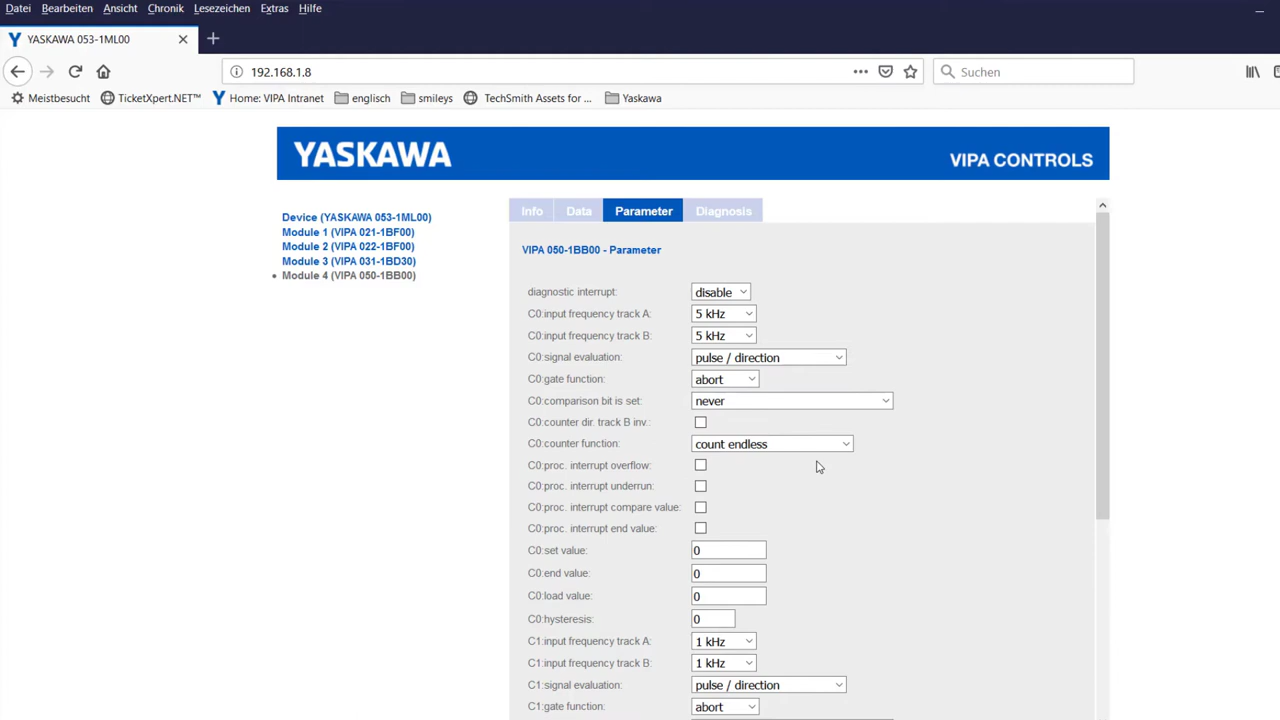 Datei Bearbeiten Ansicht Chronik Lesezeichen Extras Hilfe
YASKAWA 053-1ML00
192.168.1.8
Suchen
Meistbesucht TicketXpert.NET™ Home: VIPA Intranet englisch smileys TechSmith Assets for ... Yaskawa
YASKAWA VIPA CONTROLS
Device (YASKAWA 053-1ML00)
Module 1 (VIPA 021-1BF00)
Module 2 (VIPA 022-1BF00)
Module 3 (VIPA 031-1BD30)
Module 4 (VIPA 050-1BB00)
Info Data Parameter Diagnosis
VIPA 050-1BB00 - Parameter
diagnostic interrupt: disable
C0:input frequency track A: 5 kHz
C0:input frequency track B: 5 kHz
C0:signal evaluation: pulse / direction
C0:gate function: abort
C0:comparison bit is set: never
C0:counter dir. track B inv.:
C0:counter function: count endless
C0:proc. interrupt overflow:
C0:proc. interrupt underrun:
C0:proc. interrupt compare value:
C0:proc. interrupt end value:
C0:set value: 0
C0:end value: 0
C0:load value: 0
C0:hysteresis: 0
C1:input frequency track A: 1 kHz
C1:input frequency track B: 1 kHz
C1:signal evaluation: pulse / direction
C1:gate function: abort